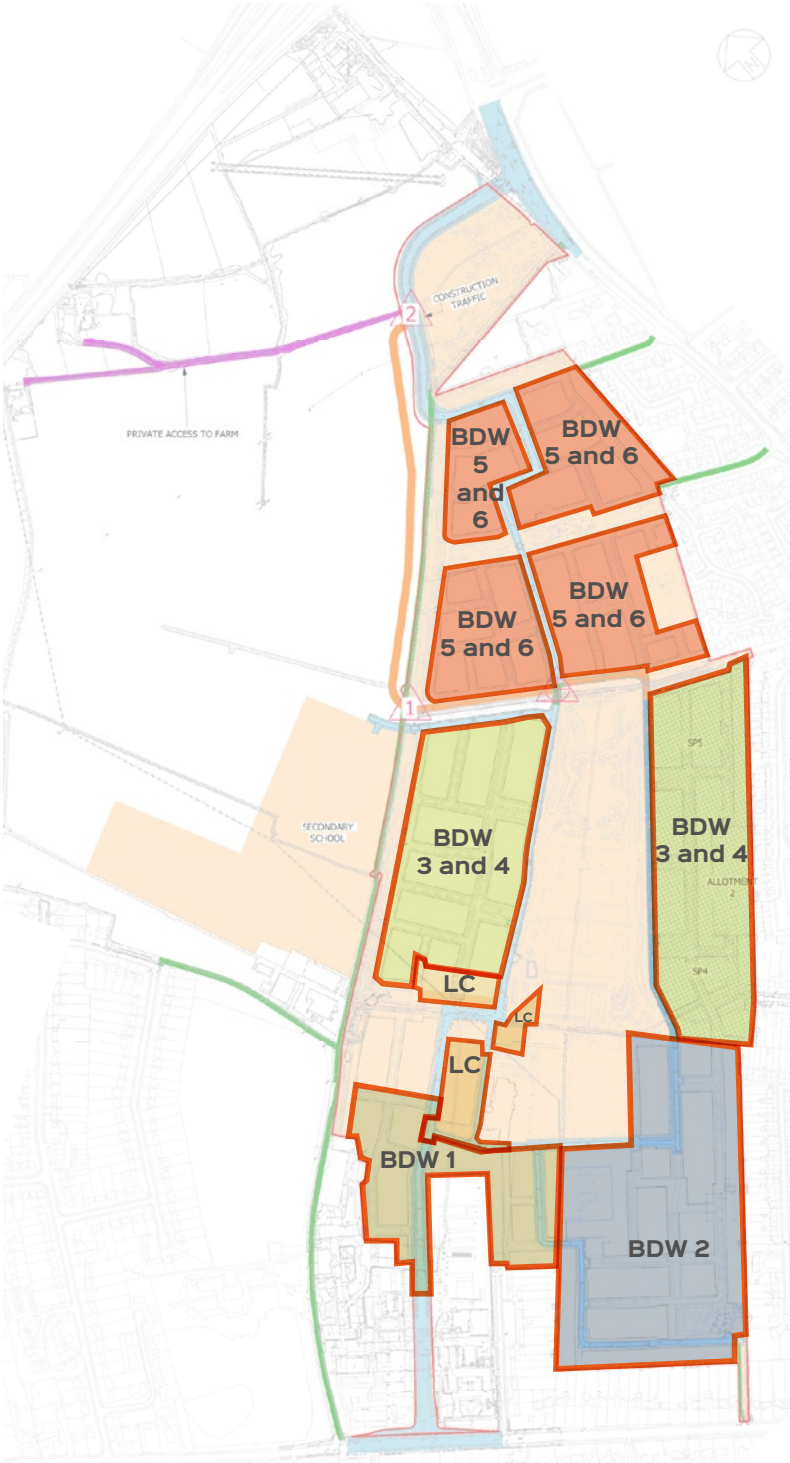 N
CONSTRUCTION
TRAFFIC
2
PRIVATE ACCESS TO FARM
BDW
5
and
6
BDW
5 and 6
BDW
5 and 6
BDW
5 and 6
1
SP5
SECONDARY
SCHOOL
BDW
3 and 4
BDW
3 and 4
ALLOTMENT
2
SP4
LC
LC
LC
BDW 1
BDW 2